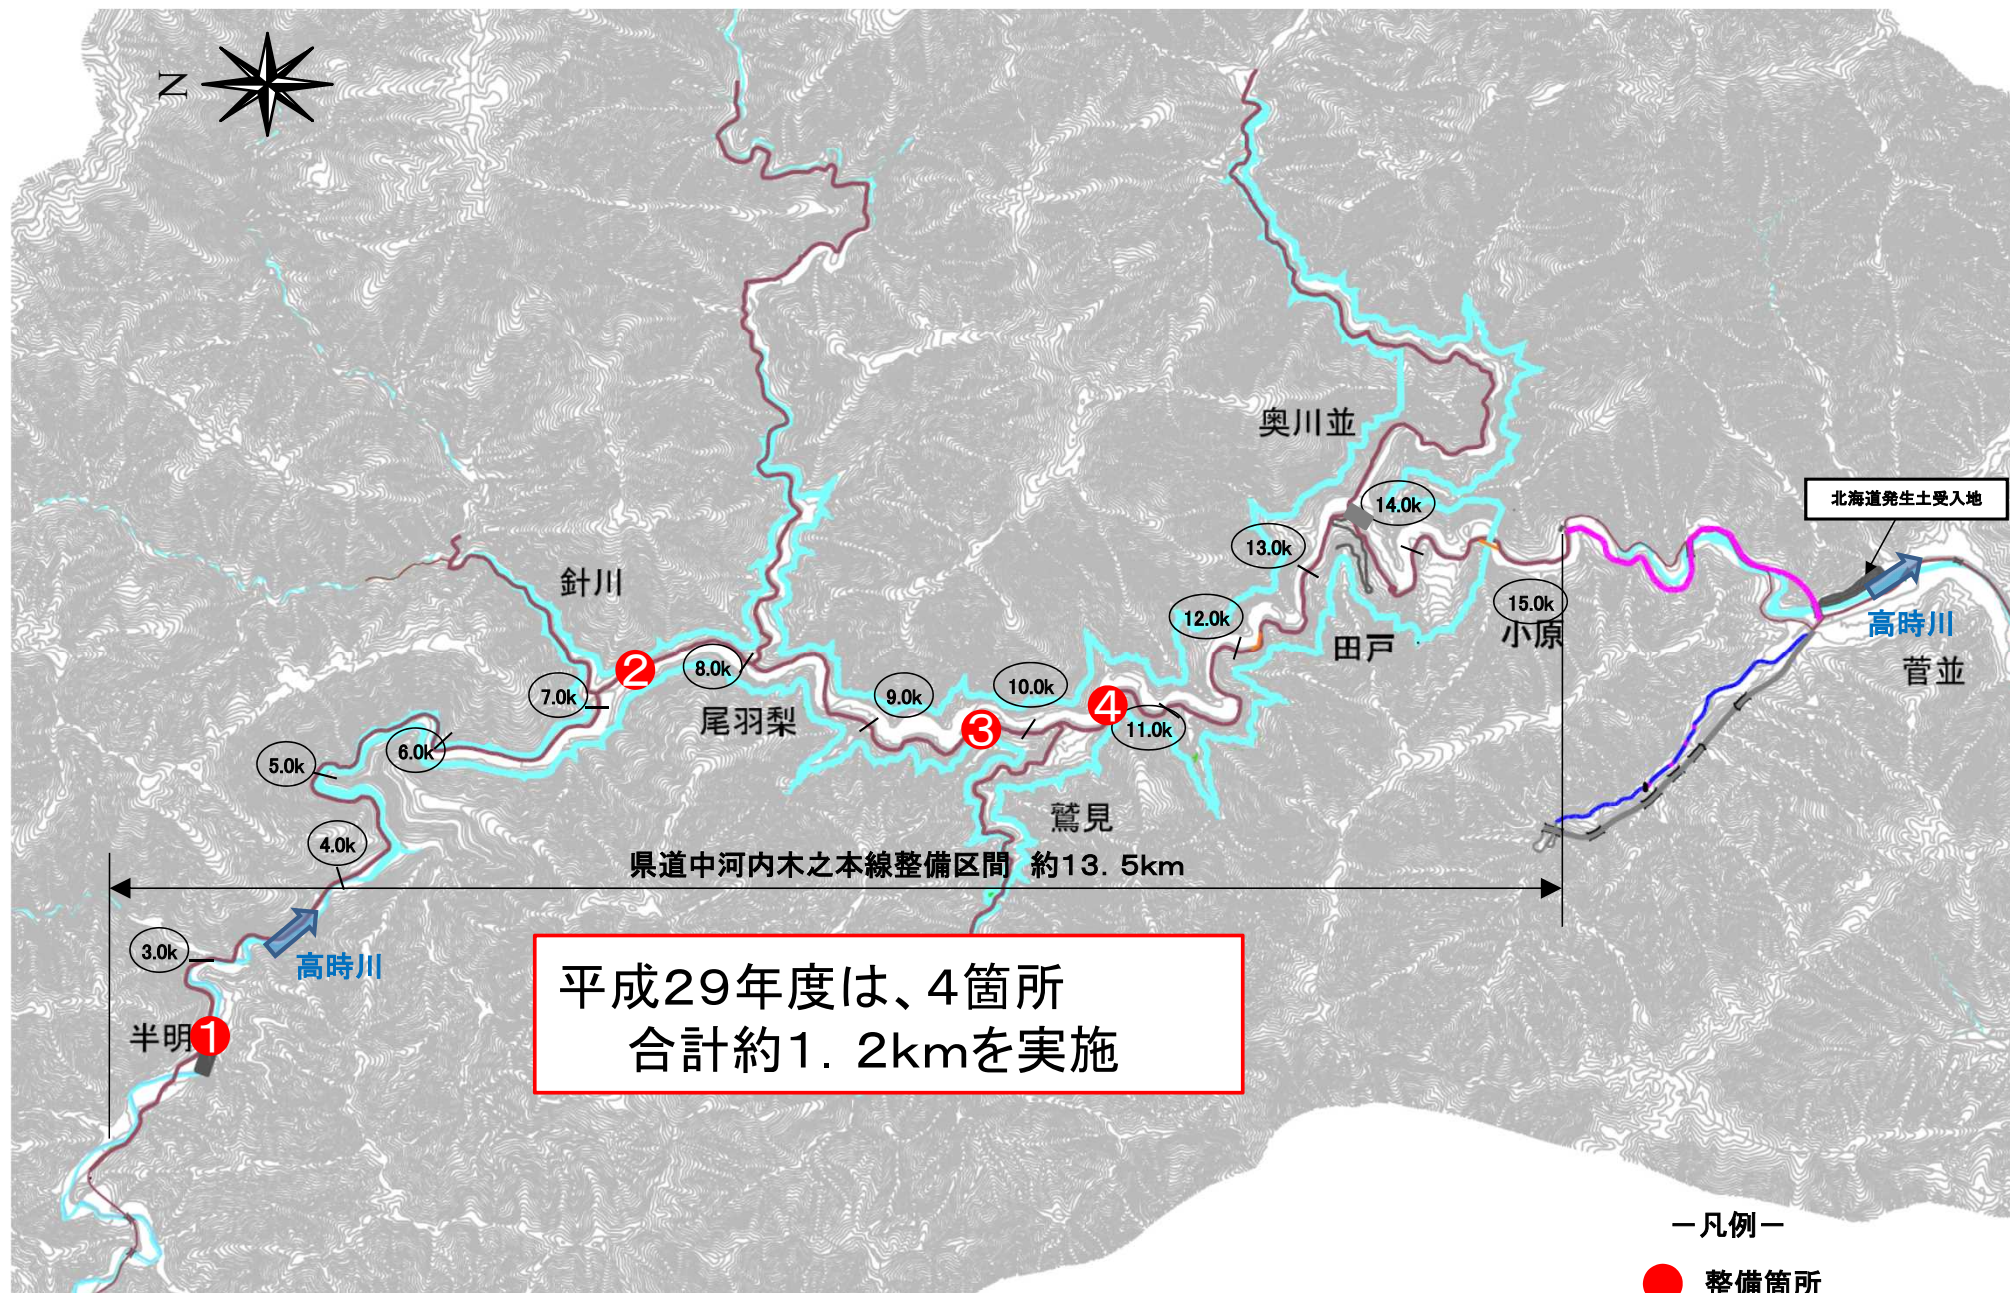 N
奥川並
北海道発生土受入地
14.0k
13.0k
針川
15.0k
12.0k
小原
高時川
田戸
菅並
②
8.0k
7.0k
10.0k
9.0k
④
尾羽梨
③
11.0k
6.0k
5.0k
鷲見
4.0k
県道中河内木之本線整備区間 約13.5km
3.0k
高時川
半明
①
平成29年度は、4箇所
合計約1.2kmを実施
-凡例-
整備箇所